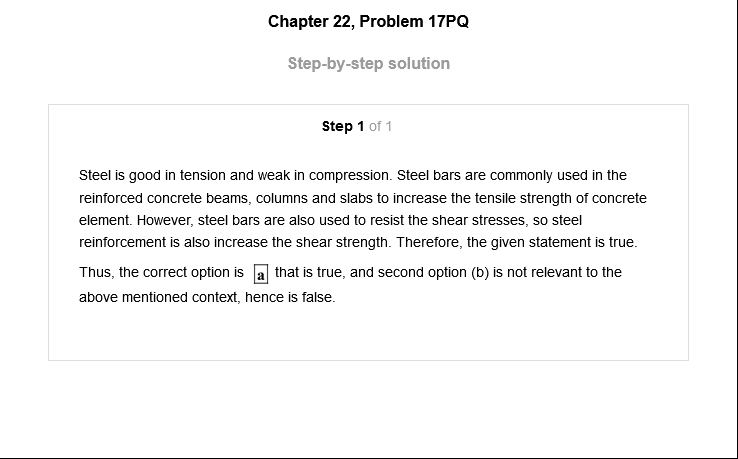 Chapter 22, Problem 17PQ
Step-by-step solution
Step 1 of 1
Steel is good in tension and weak in compression. Steel bars are commonly used in the
reinforced concrete beams, columns and slabs to increase the tensile strength of concrete
element. However, steel bars are also used to resist the shear stresses, so steel
reinforcement is also increase the shear strength. Therefore, the given statement is true.
Thus, the correct option is a that is true, and second option (b) is not relevant to the
above mentioned context, hence is false.